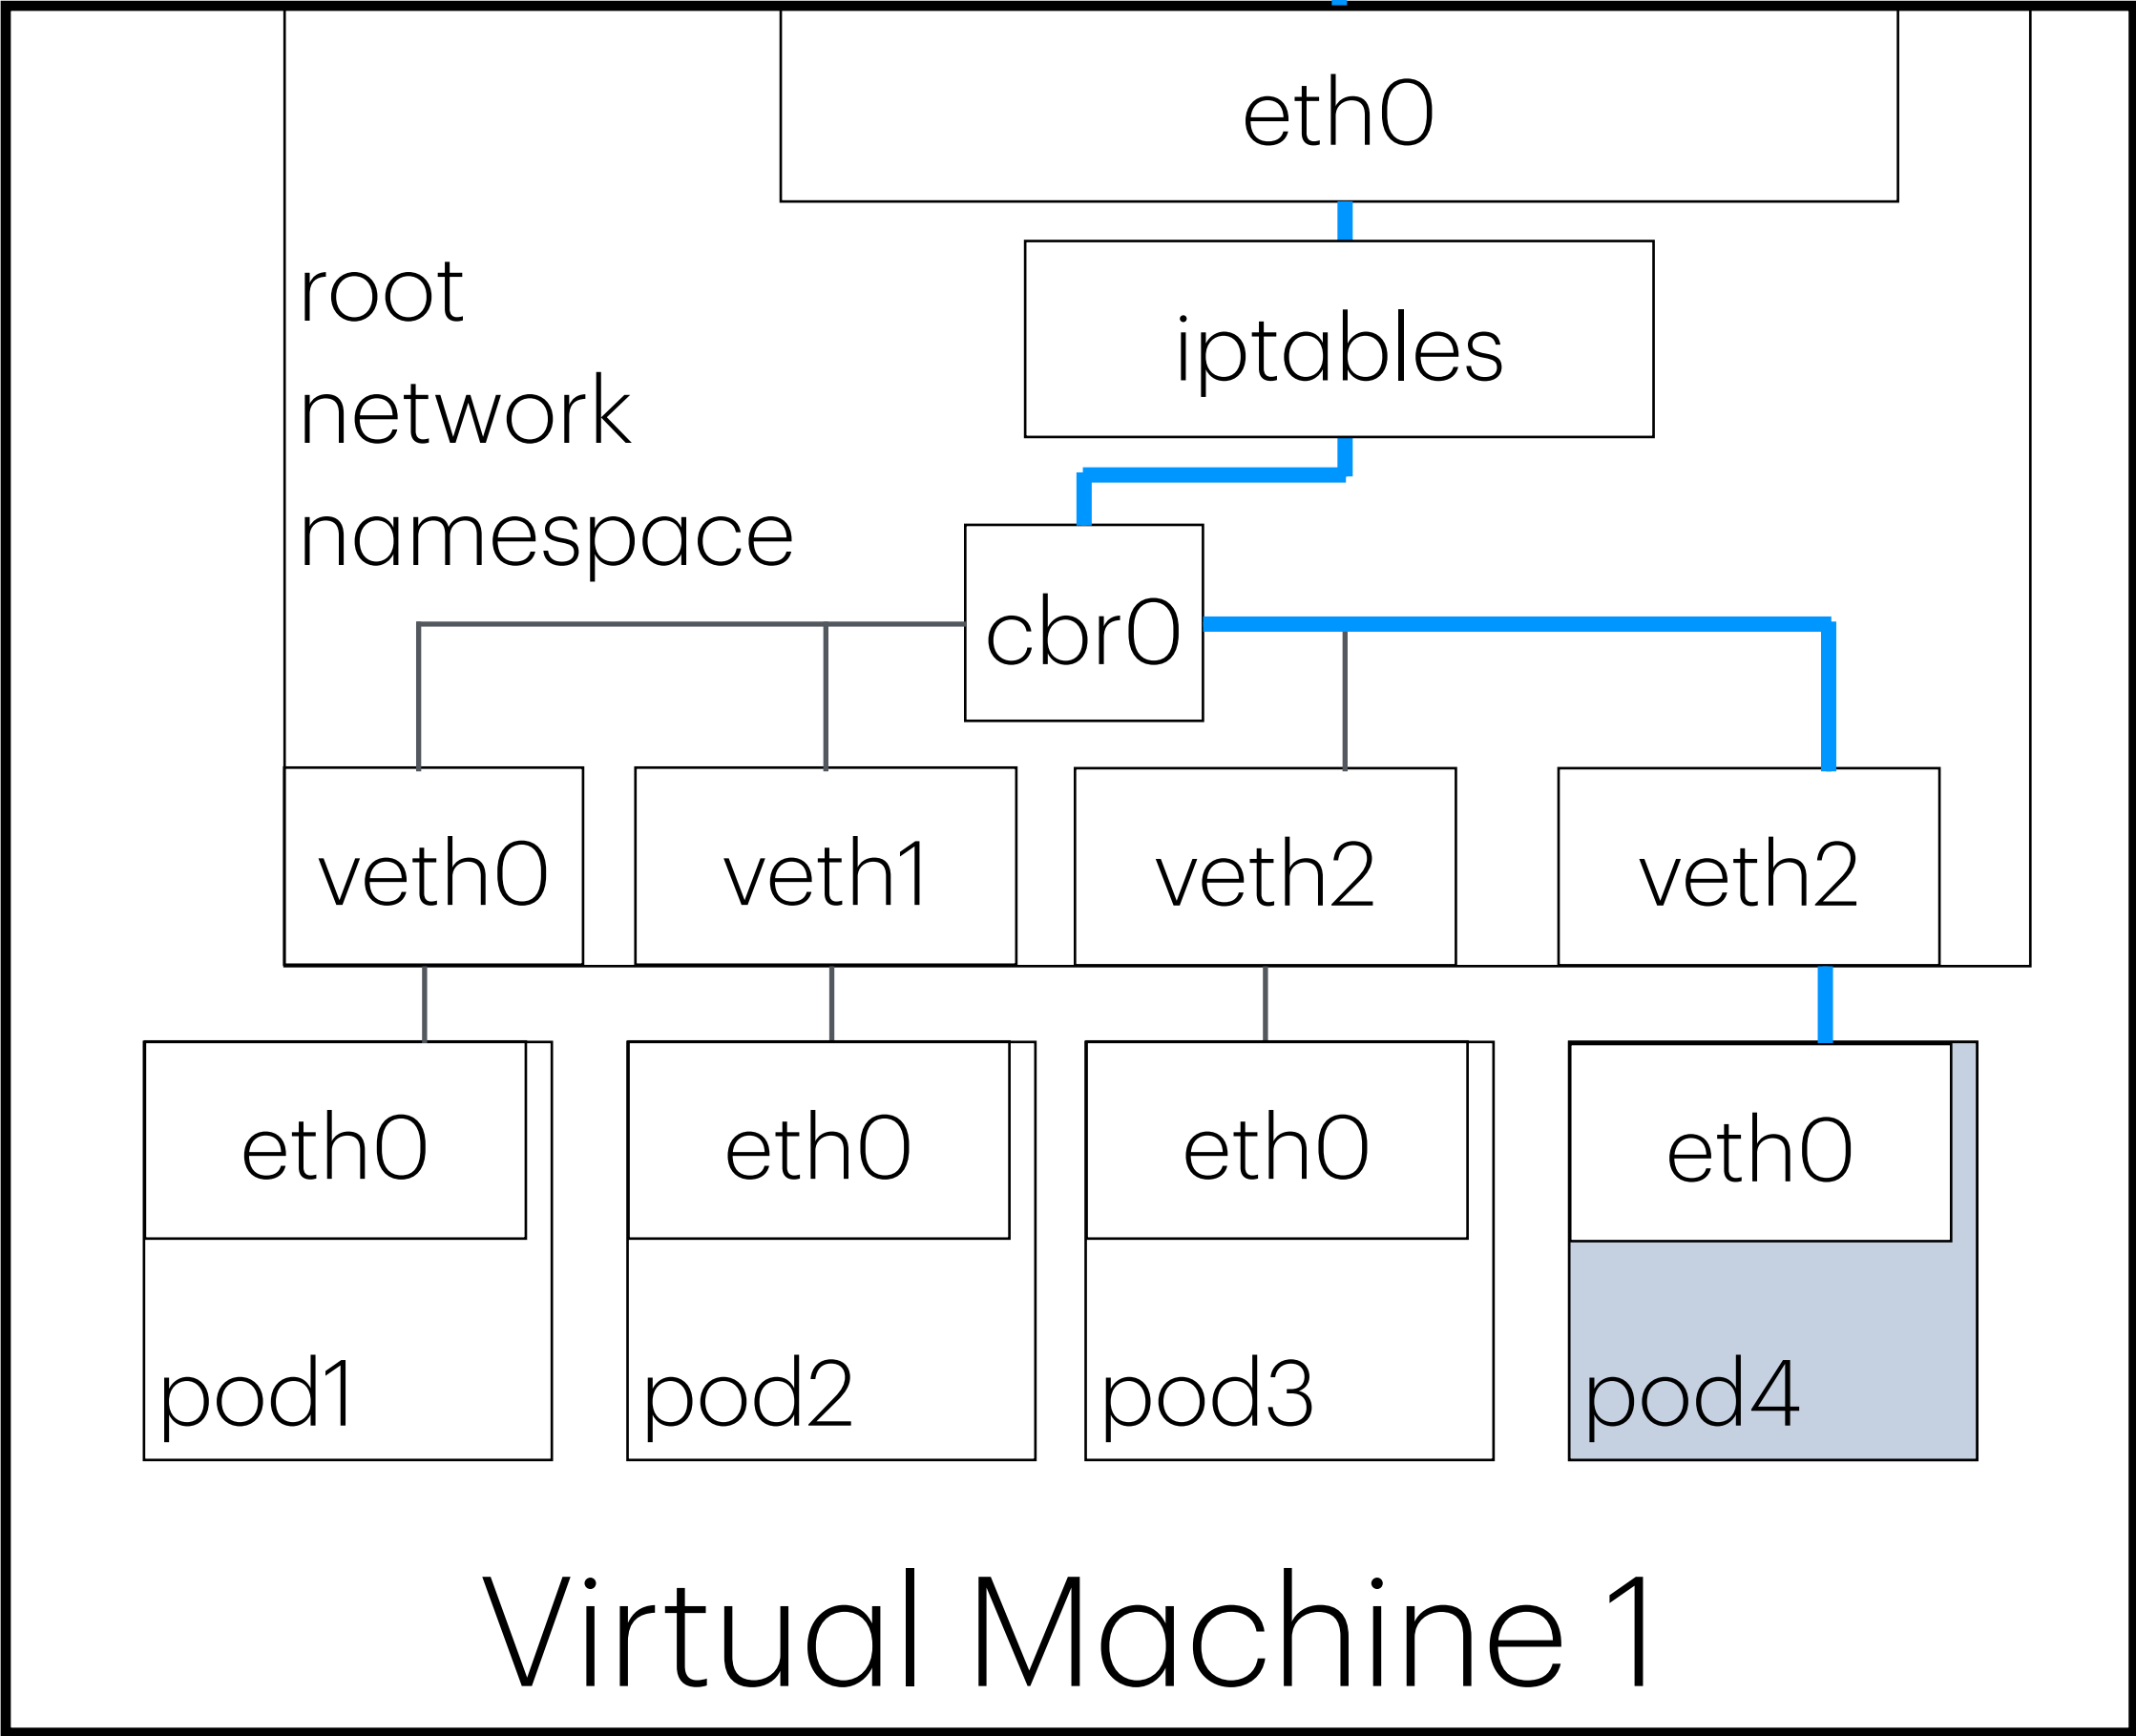 eth0
iptables
root
network
namespace
cbr0
veth0
veth1
veth2
veth2
eth0
eth0
eth0
eth0
pod1
pod2
pod3
pod4
Virtual Machine 1